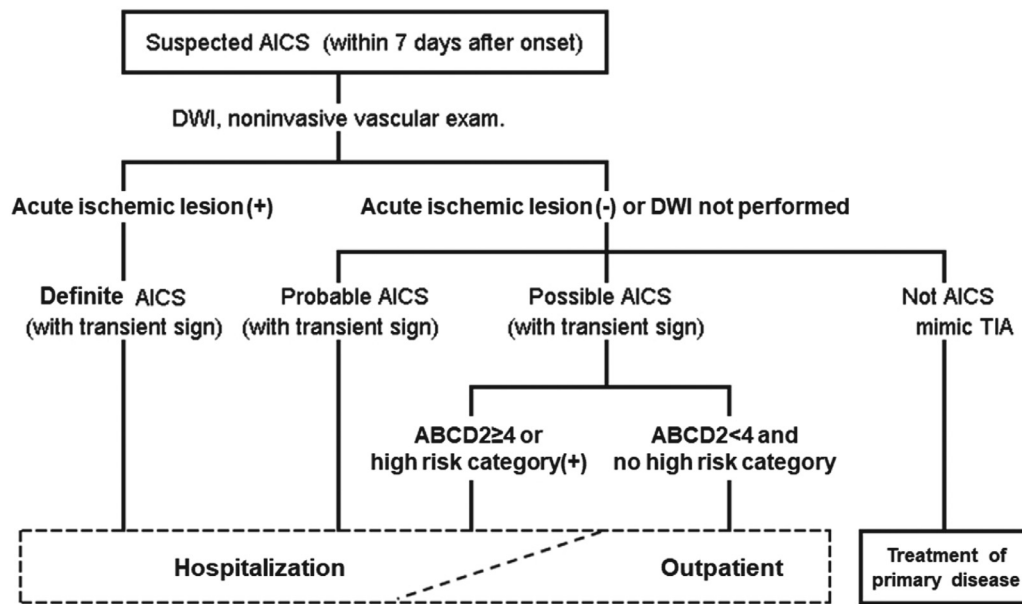 Suspected AICS (within 7 days after onset)
DWI, noninvasive vascular exam.
Acute ischemic lesion(+)
Acute ischemic lesion(-) or DWI not performed
Definite AICS
(with transient sign)
Probable AICS
(with transient sign)
Possible AICS
(with transient sign)
Not AICS
mimic TIA
ABCD2≥4 or
high risk category(+)
ABCD2<4 and
no high risk category
Hospitalization
Outpatient
Treatment of
primary disease